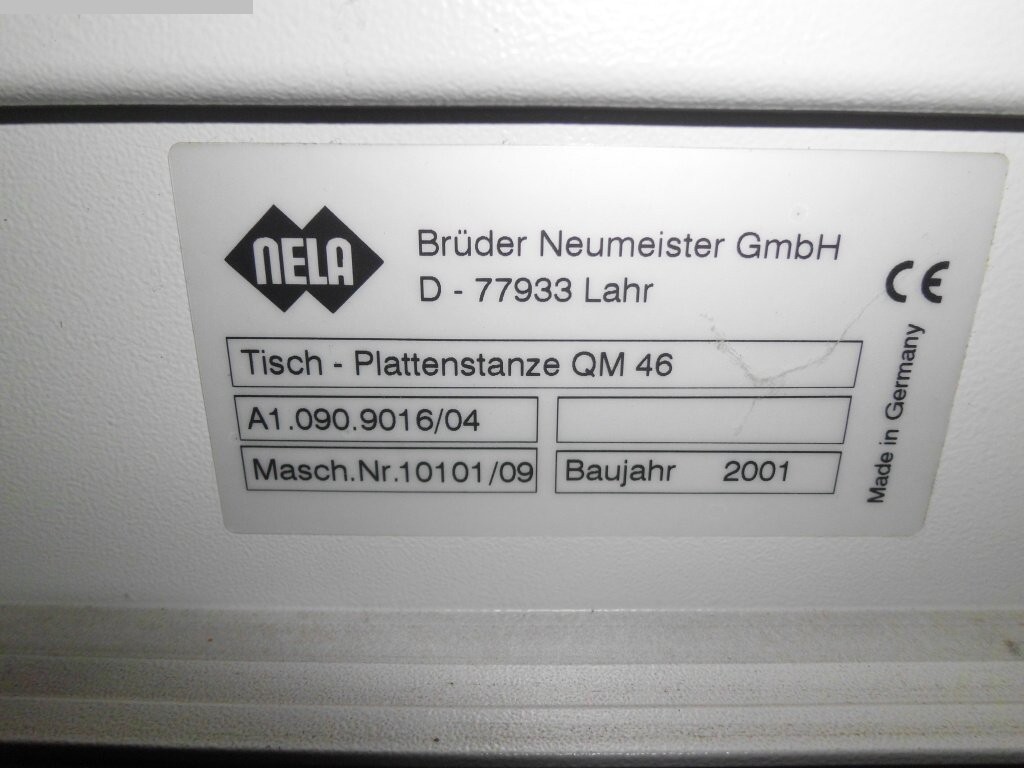 NELA
Brüder Neumeister GmbH
D - 77933 Lahr
CE
Tisch - Plattenstanze QM 46
A1.090.9016/04
Masch.Nr.10101/09
Baujahr 2001
Made in Germany